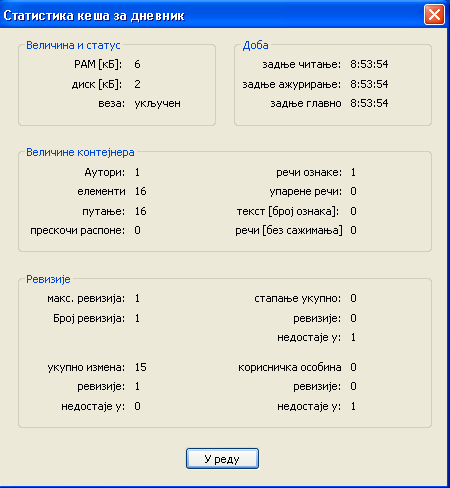 Статистика кеша за дневник
Величина и статус
РАМ [кБ]: 6
диск [кБ]: 2
веза: укључен
Доба
задње читање: 8:53:54
задње ажурирање: 8:53:54
задње главно 8:53:54
Величине контејнера
Аутори: 1
елементи 16
путање: 16
прескочи распоне: 0
речи ознаке: 1
упарене речи: 0
текст [број ознака]: 0
речи [без сажимања] 0
Ревизије
макс. ревизија: 1
Број ревизија: 1
стапање укупно: 0
ревизије: 0
недостаје у: 1
укупно измена: 15
ревизије: 1
недостаје у: 0
корисничка особина 0
ревизије: 0
недостаје у: 1
У реду